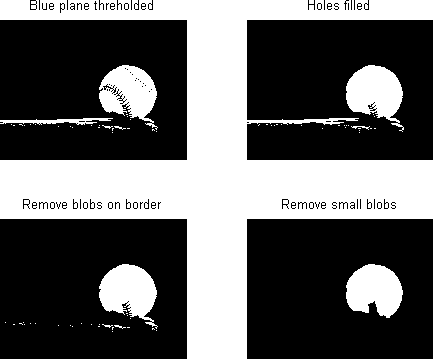 Blue plane threholded
Holes filled
Remove blobs on border
Remove small blobs